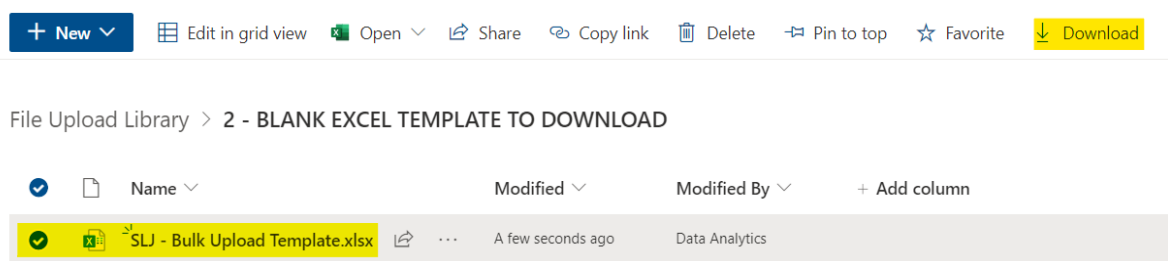 New Edit in grid view Open Share Copy link Delete Pin to top Favorite Download
File Upload Library > 2 - BLANK EXCEL TEMPLATE TO DOWNLOAD
Name Modified Modified By + Add column
SLJ - Bulk Upload Template.xlsx ... A few seconds ago Data Analytics